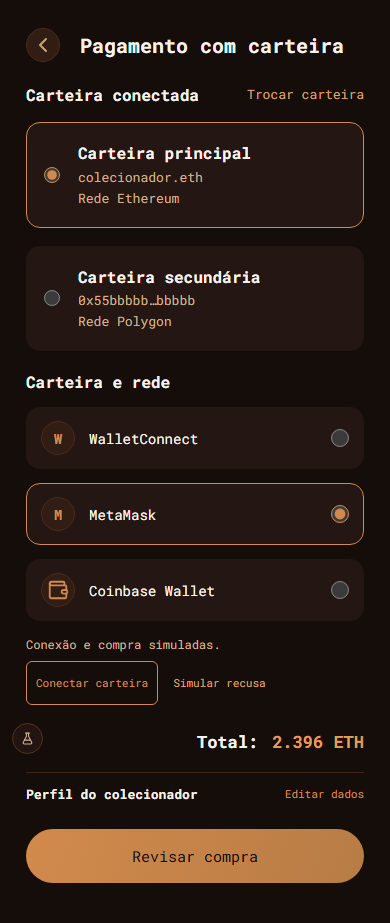 Pagamento com carteira
Carteira conectada
Trocar carteira
Carteira principal
colecionador.eth
Rede Ethereum
Carteira secundária
0x55bbbbb…bbbbb
Rede Polygon
Carteira e rede
W WalletConnect
M MetaMask
Coinbase Wallet
Conexão e compra simuladas.
Conectar carteira
Simular recusa
Total: 2.396 ETH
Perfil do colecionador
Editar dados
Revisar compra